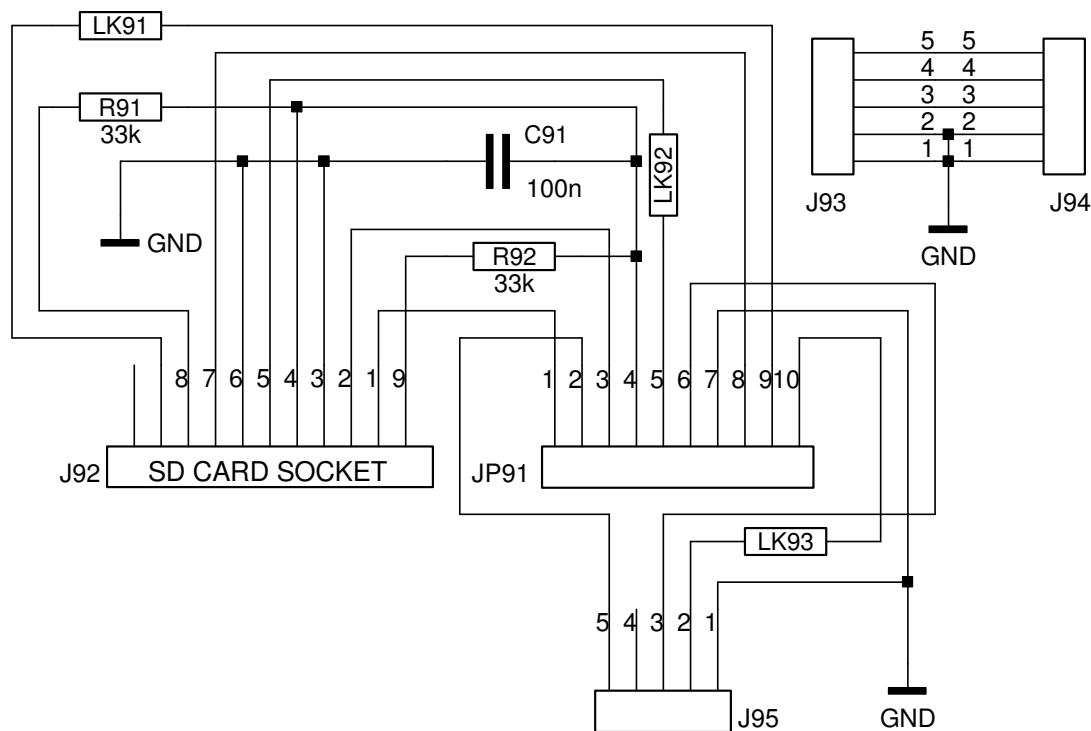 LK91
R91
33k
C91
100n
GND
LK92
R92
33k
8 7 6 5 4 3 2 1 9
J92
SD CARD SOCKET
1 2 3 4 5 6 7 8 9 10
JP91
LK93
5 4 3 2 1
J95
GND
5 5
4 4
3 3
2 2
1 1
J93
J94
GND